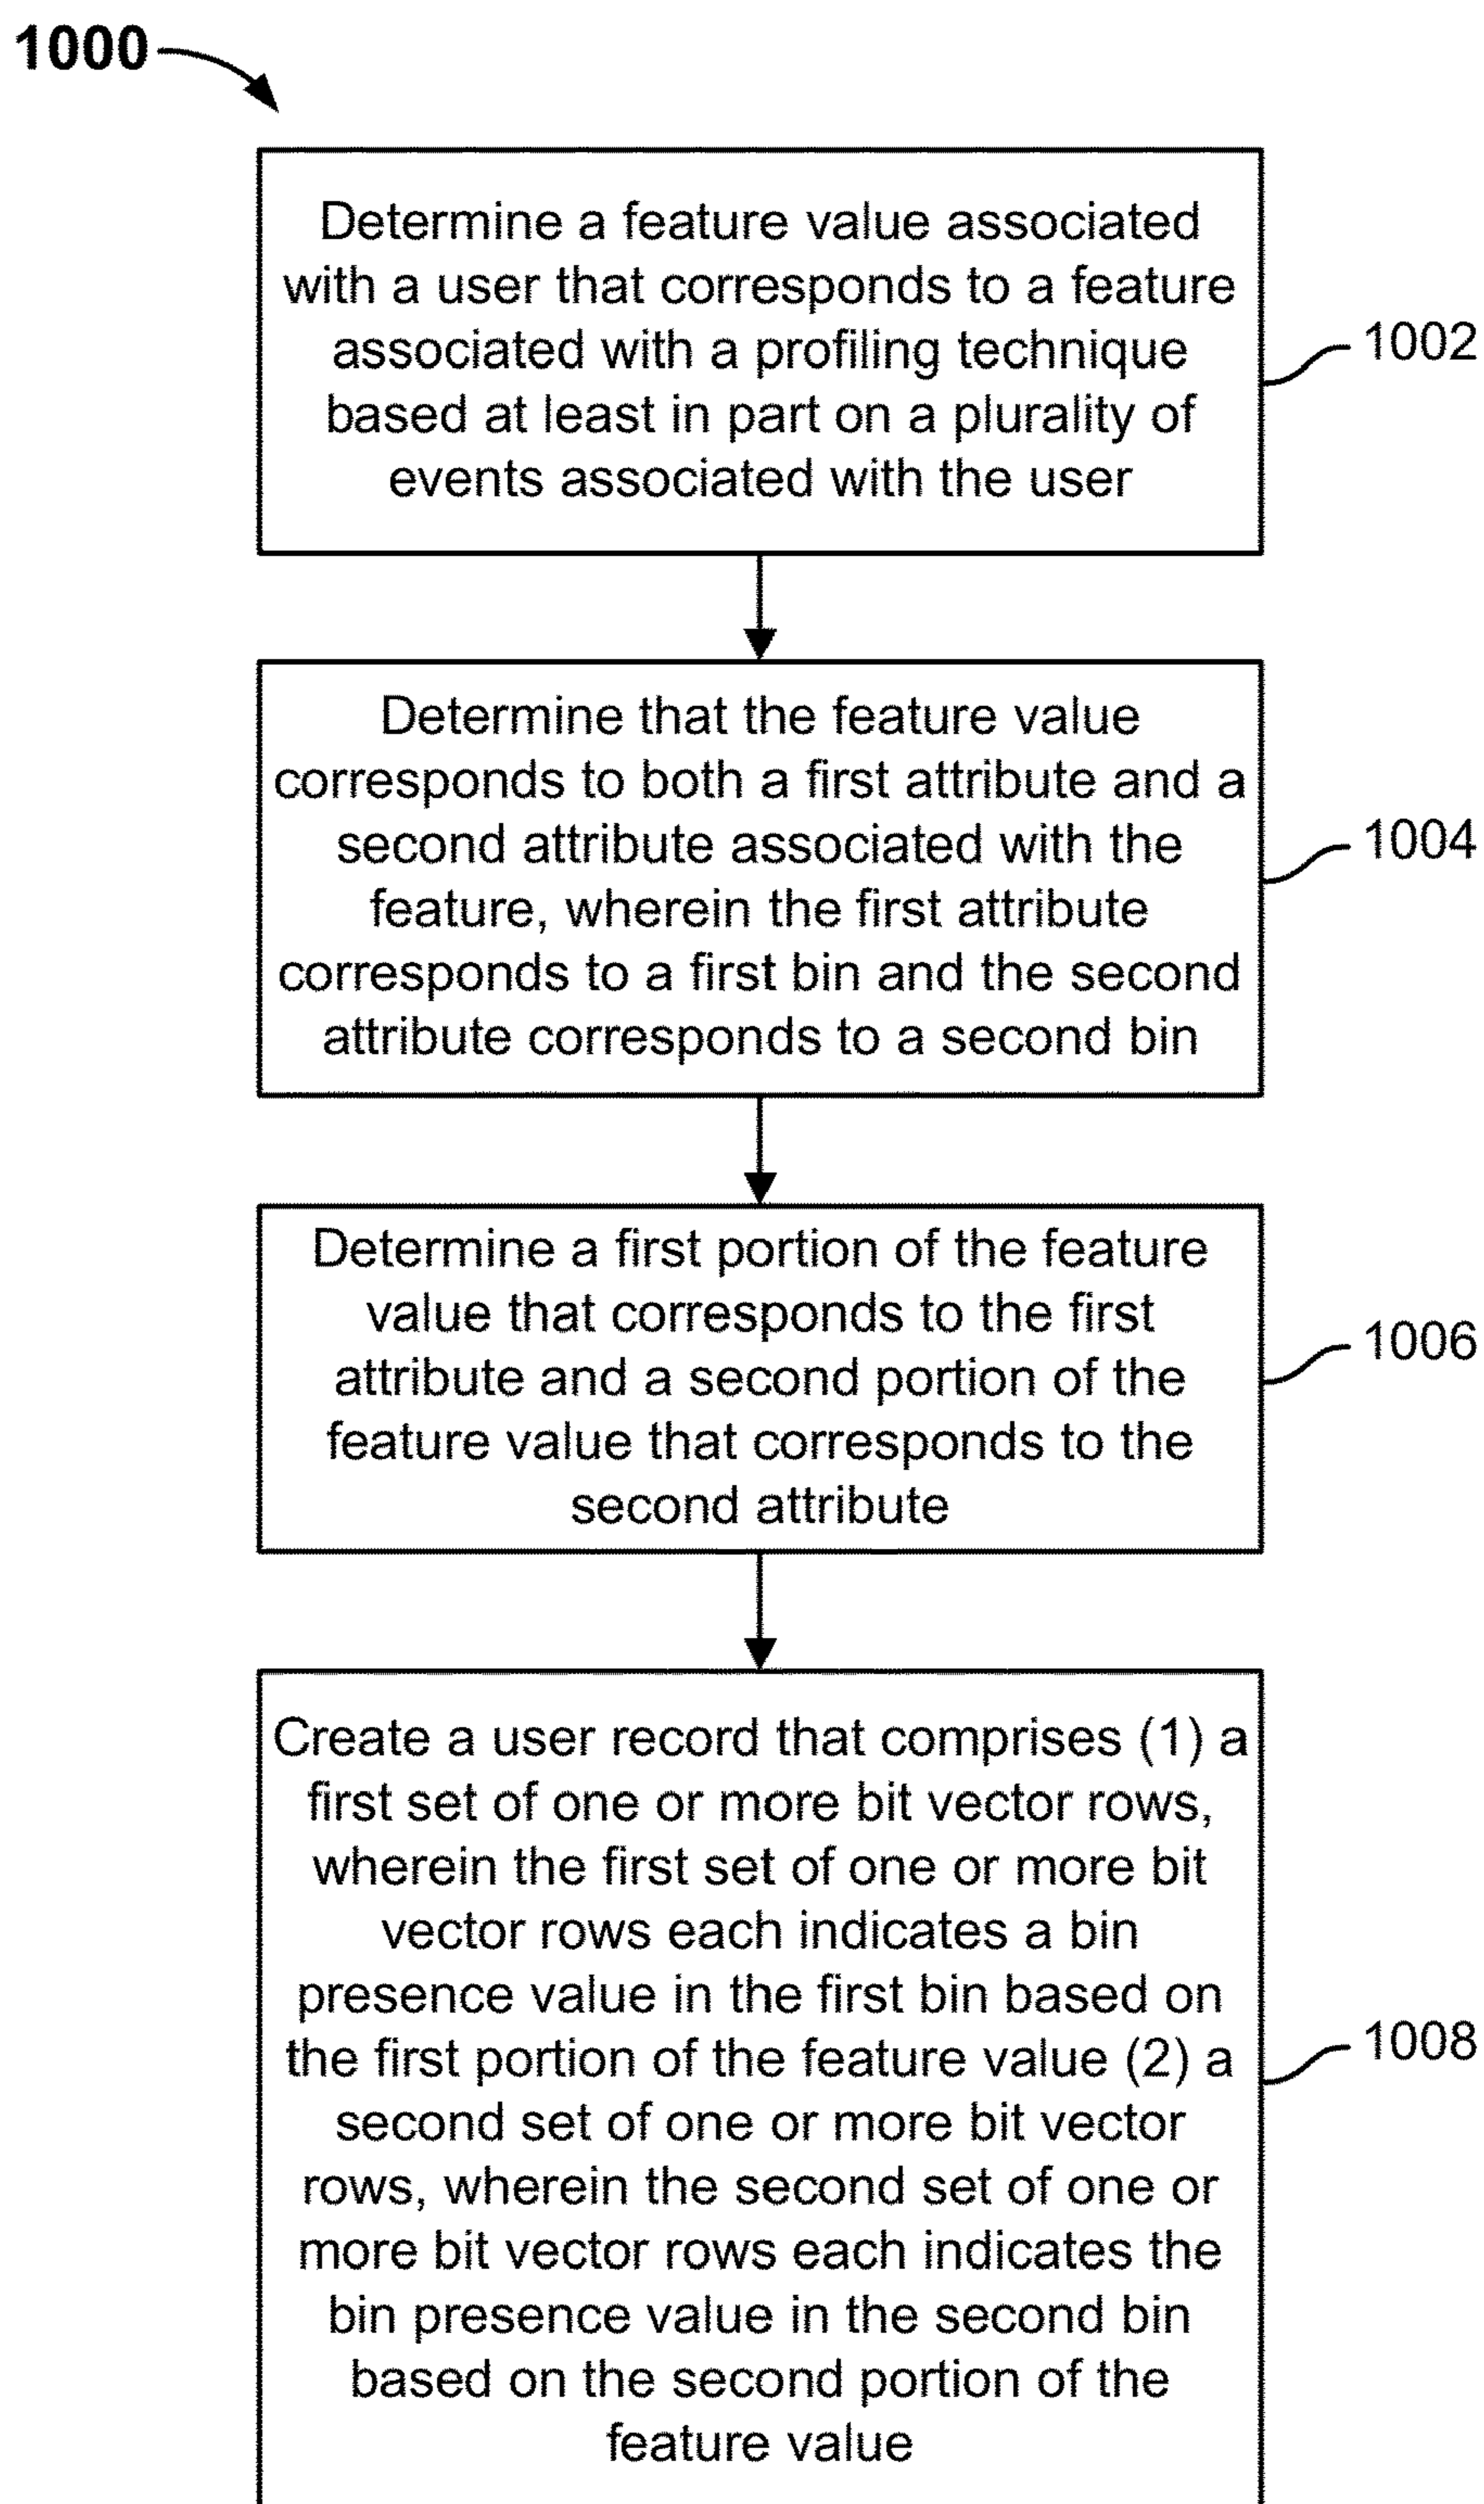 1000
Determine a feature value associated
with a user that corresponds to a feature
associated with a profiling technique
based at least in part on a plurality of
events associated with the user
1002
Determine that the feature value
corresponds to both a first attribute and a
second attribute associated with the
feature, wherein the first attribute
corresponds to a first bin and the second
attribute corresponds to a second bin
1004
Determine a first portion of the feature
value that corresponds to the first
attribute and a second portion of the
feature value that corresponds to the
second attribute
1006
Create a user record that comprises (1) a
first set of one or more bit vector rows,
wherein the first set of one or more bit
vector rows each indicates a bin
presence value in the first bin based on
the first portion of the feature value (2) a
second set of one or more bit vector
rows, wherein the second set of one or
more bit vector rows each indicates the
bin presence value in the second bin
based on the second portion of the
feature value
1008